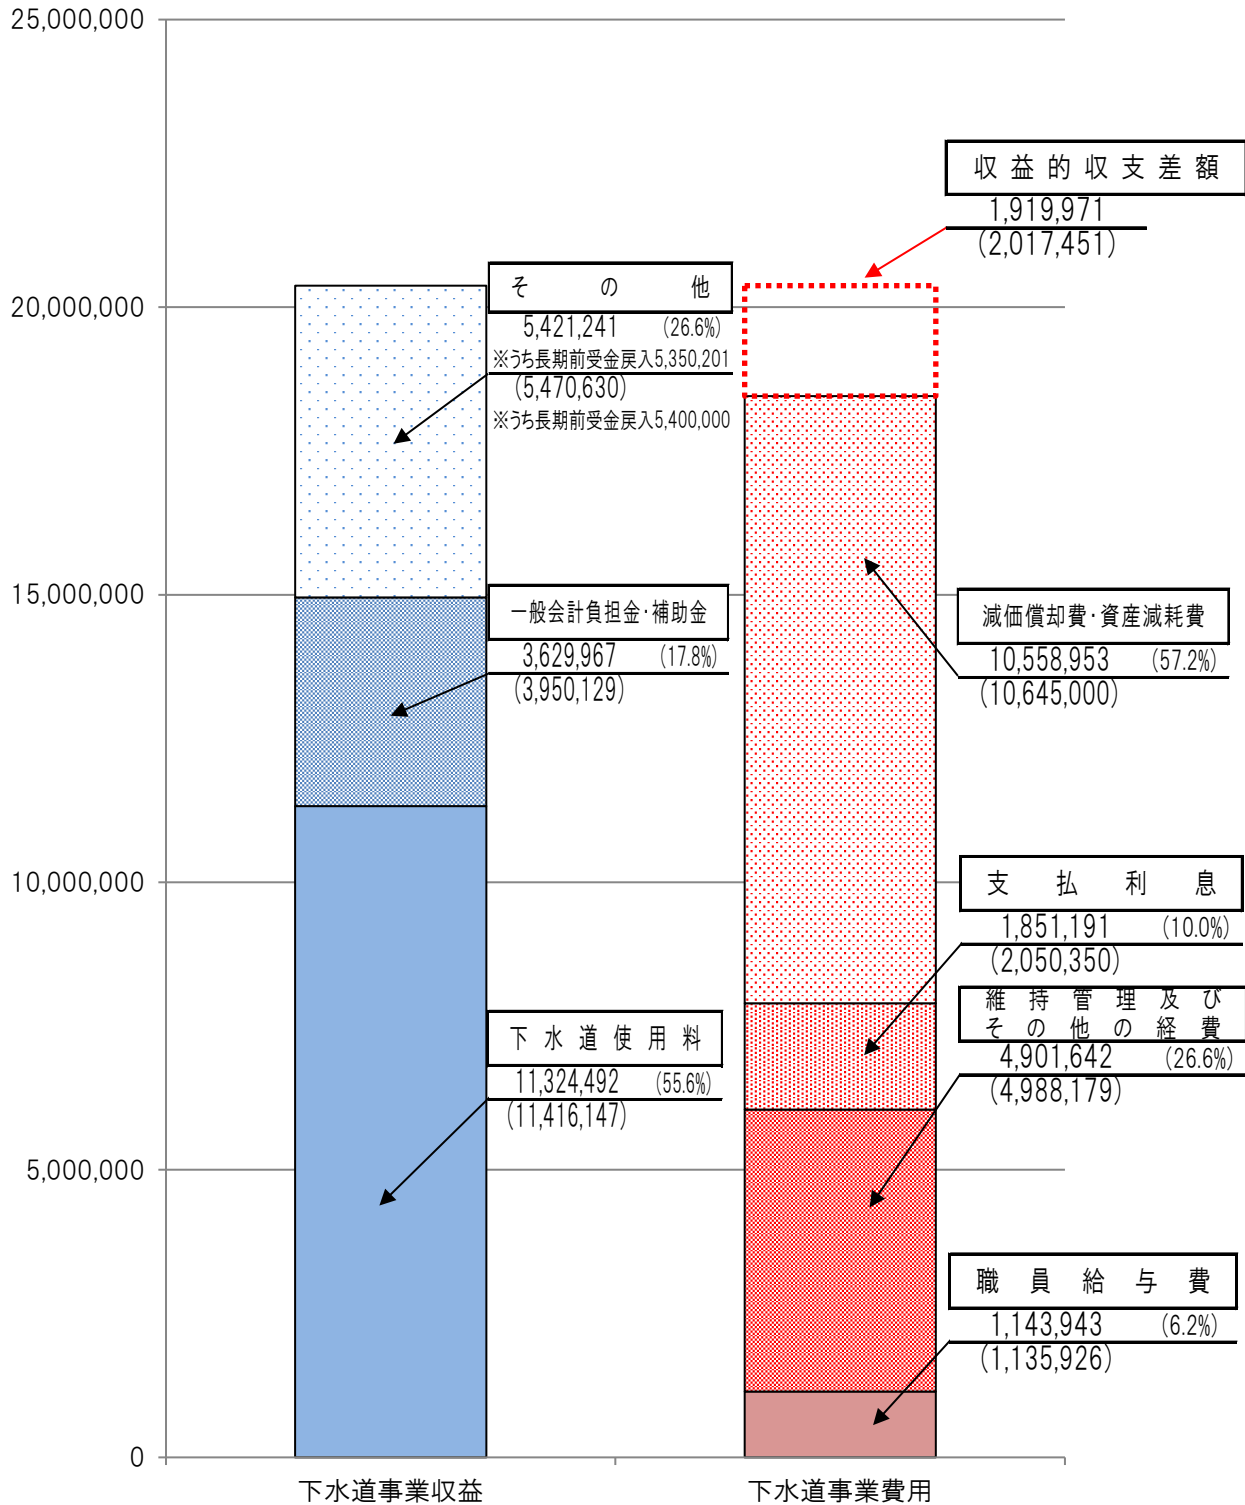 25,000,000
20,000,000
15,000,000
10,000,000
5,000,000
0
その他
5,421,241 (26.6%)
※うち長期前受金戻入5,350,201
(5,470,630)
※うち長期前受金戻入5,400,000
一般会計負担金・補助金
3,629,967 (17.8%)
(3,950,129)
下水道使用料
11,324,492 (55.6%)
(11,416,147)
収益的収支差額
1,919,971
(2,017,451)
減価償却費・資産減耗費
10,558,953 (57.2%)
(10,645,000)
支払利息
1,851,191 (10.0%)
(2,050,350)
維持管理及び
その他の経費
4,901,642 (26.6%)
(4,988,179)
職員給与費
1,143,943 (6.2%)
(1,135,926)
下水道事業収益
下水道事業費用